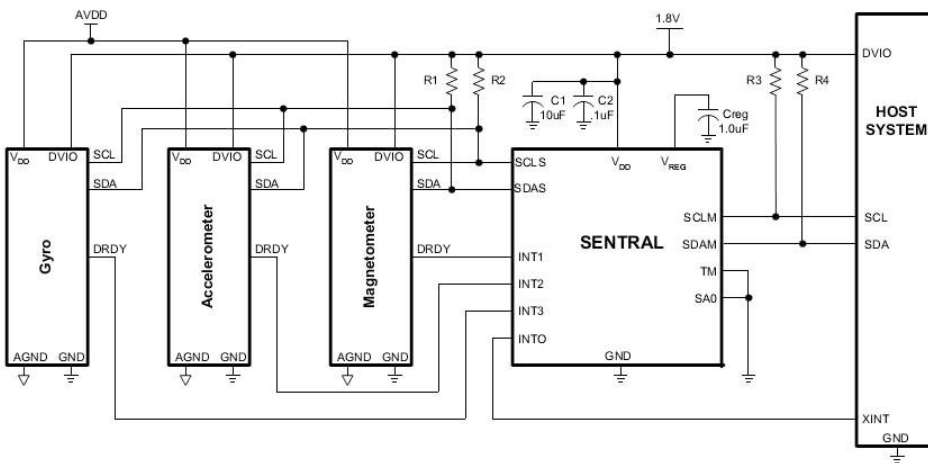 AVDD
1.8V
R1
R2
R3
R4
DVIO
HOST
SYSTEM
C1
10uF
C2
.1uF
Creg
1.0uF
VDD DVIO
SCL
SDA
DRDY
Gyro
AGND GND
VDD DVIO
SCL
SDA
DRDY
Accelerometer
AGND GND
VDD DVIO
SCL
SDA
DRDY
Magnetometer
AGND GND
SCLS
SDAS
INT1
INT2
INT3
INTO
VDD
VREG
SENTRAL
SCLM
SDAM
TM
SA0
GND
SCL
SDA
XINT
GND